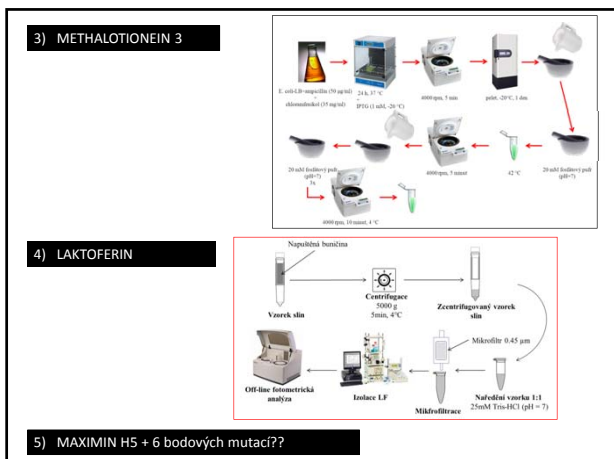 3) METHALOTIONEIN 3
E. coli-LB+ampicilin (50 µg/ml)
+
chloramfenikol (35 mg/ml)
24 h, 37 °C
+
IPTG (1 mM, -20 °C)
4000 rpm, 5 min
pelet, -20°C, 1 den
20 mM fosfátový pufr
(pH=7)
3x
4000 rpm, 5 minut
42 °C
20 mM fosfátový pufr
(pH=7)
4000 rpm, 10 minut, 4 °C
4) LAKTOFERIN
Napuštěná buničina
Vzorek slin
Centrifugace
5000 g
5min, 4°C
Zcentrifugovaný vzorek
slin
Mikrofiltr 0.45 µm
Off-line fotometrická
analýza
Izolace LF
Mikfrofiltrace
Naředění vzorku 1:1
25mM Tris-HCl (pH = 7)
5) MAXIMIN H5 + 6 bodových mutací??